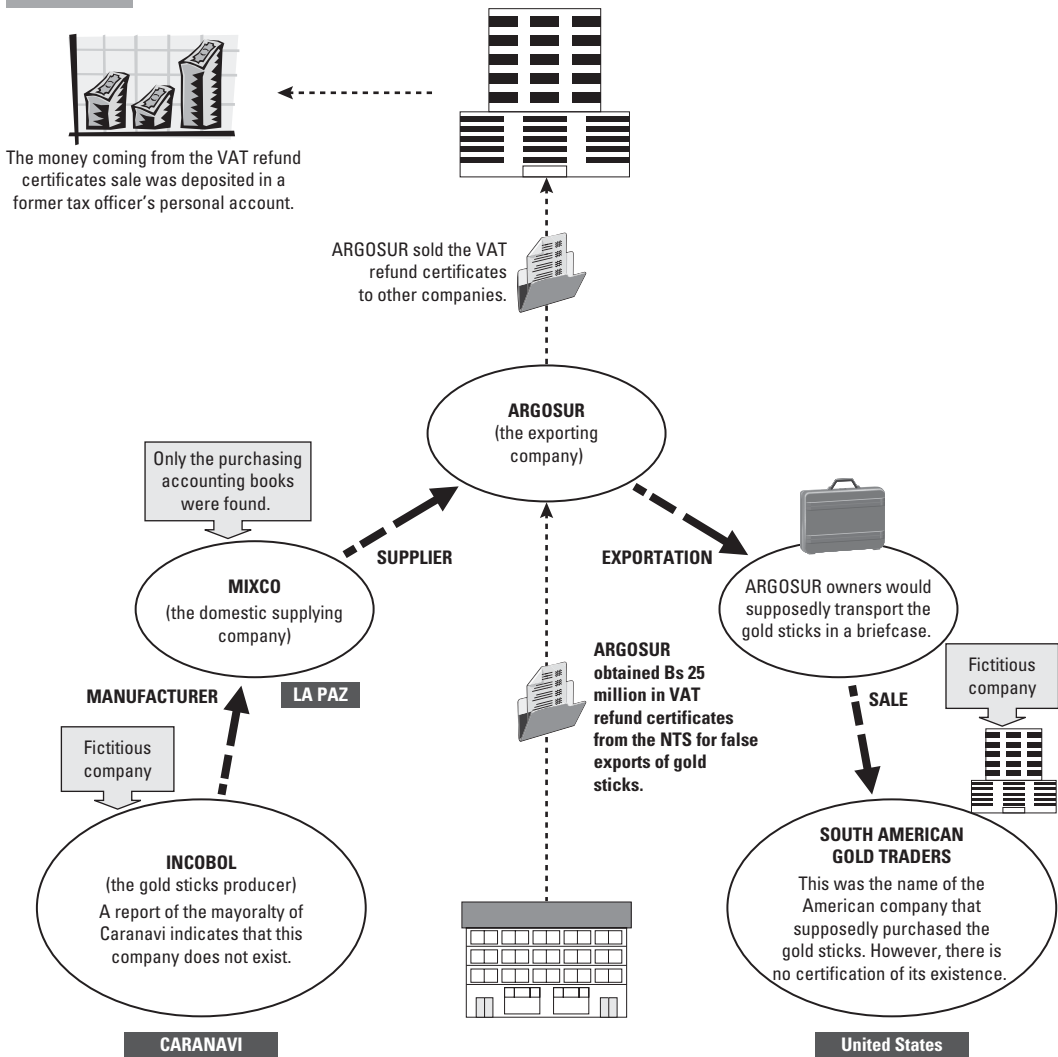 The money coming from the VAT refund
certificates sale was deposited in a
former tax officer's personal account.
ARGOSUR sold the VAT
refund certificates
to other companies.
ARGOSUR
(the exporting
company)
Only the purchasing
accounting books
were found.
SUPPLIER
EXPORTATION
MIXCO
(the domestic supplying
company)
ARGOSUR owners would
supposedly transport the
gold sticks in a briefcase.
MANUFACTURER
LA PAZ
ARGOSUR
obtained Bs 25
million in VAT
refund certificates
from the NTS for false
exports of gold
sticks.
SALE
Fictitious
company
Fictitious
company
INCOBOL
(the gold sticks producer)
A report of the mayoralty of
Caranavi indicates that this
company does not exist.
SOUTH AMERICAN
GOLD TRADERS
This was the name of the
American company that
supposedly purchased the
gold sticks. However, there is
no certification of its existence.
CARANAVI
United States